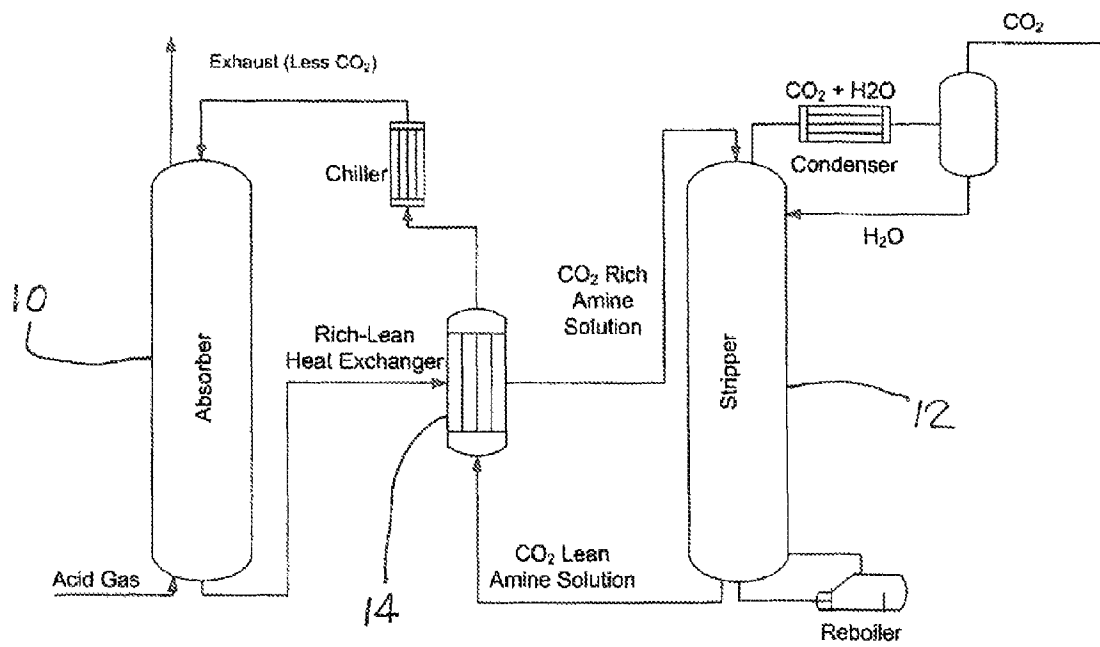 CO₂
Exhaust (Less CO₂)
CO₂ + H2O
Condenser
Chiller
H₂O
CO₂ Rich
Amine
Solution
10
Rich-Lean
Heat Exchanger
Absorber
Stripper
12
CO₂ Lean
Amine Solution
Acid Gas
14
Reboiler